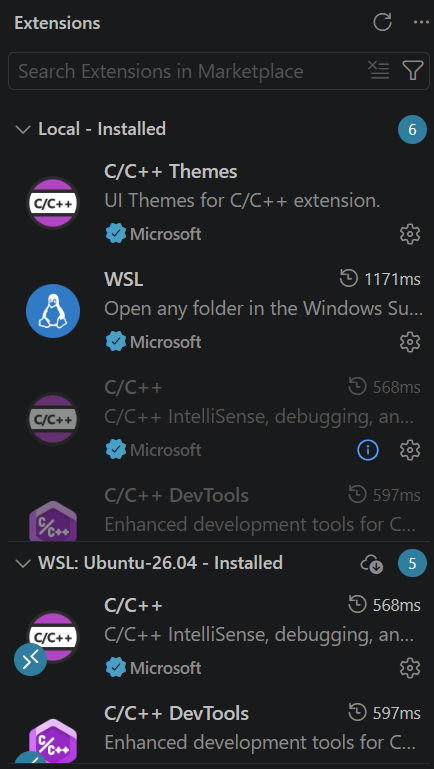 Extensions
Search Extensions in Marketplace
Local - Installed 6
C/C++ Themes
C/C++ UI Themes for C/C++ extension.
Microsoft
WSL 1171ms
Open any folder in the Windows Su...
Microsoft
C/C++ 568ms
C/C++ C/C++ IntelliSense, debugging, an...
Microsoft
C/C++ DevTools 597ms
C/C++ Enhanced development tools for C...
WSL: Ubuntu-26.04 - Installed 5
C/C++ 568ms
C/C++ C/C++ IntelliSense, debugging, an...
Microsoft
C/C++ DevTools 597ms
C/C++ Enhanced development tools for C...